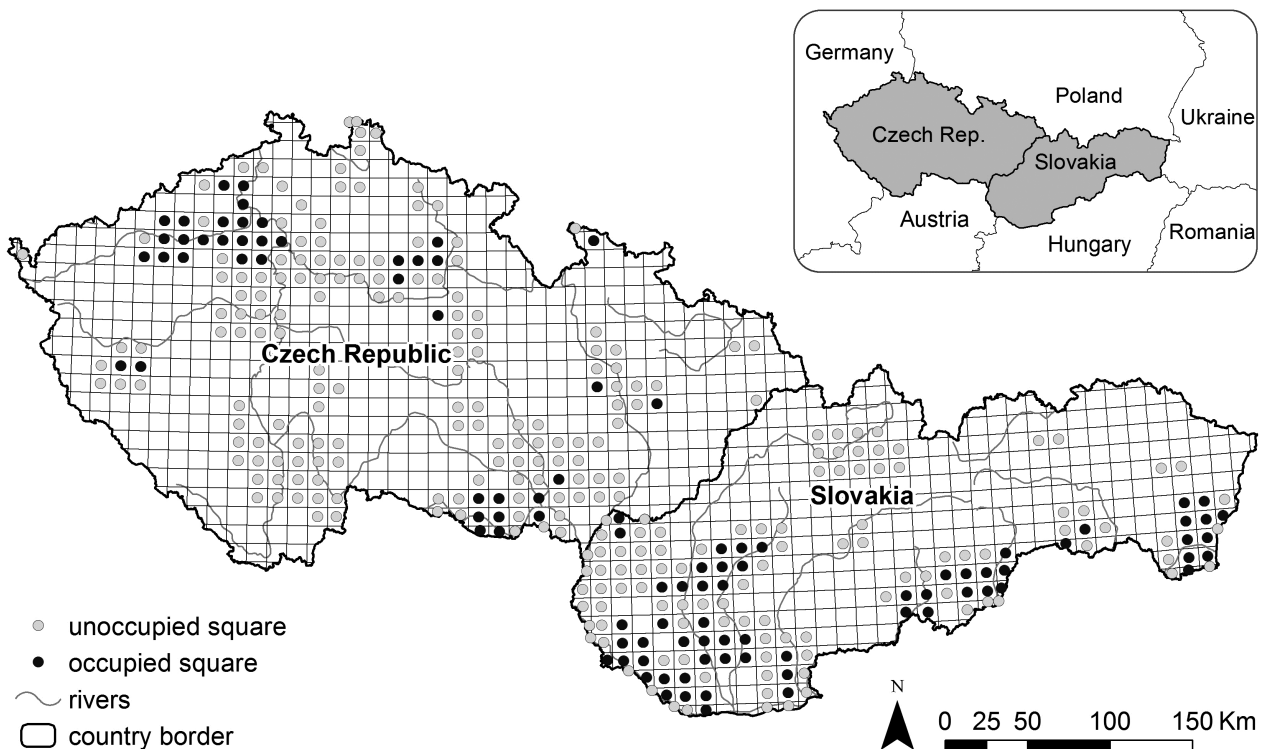 Germany
Poland
Ukraine
Czech Rep.
Slovakia
Austria
Hungary
Romania
Czech Republic
Slovakia
unoccupied square
occupied square
rivers
country border
N
0 25 50 100 150 Km